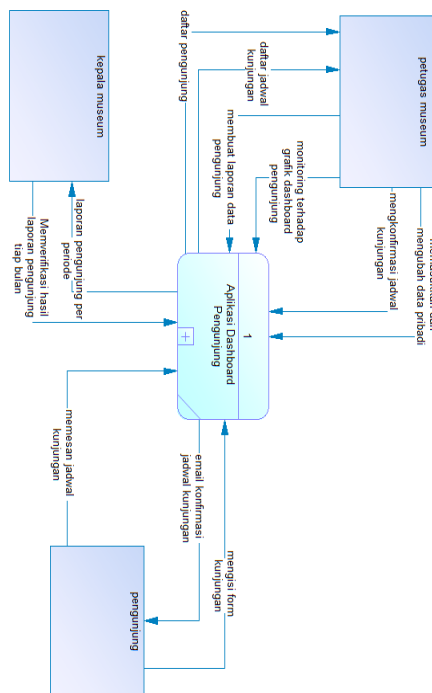 kepala museum
daftar pengunjung
daftar jadwal
kunjungan
membuat laporan data
pengunjung
monitoring terhadap
grafik dashboard
pengunjung
petugas museum
mengubah data pribadi
mengkonfirmasi jadwal
kunjungan
laporan pengunjung per
periode
Memverifikasi hasil
laporan pengunjung
tiap bulan
1
Aplikasi Dashboard
Pengunjung
memesan jadwal
kunjungan
email konfirmasi
jadwal kunjungan
mengisi form
kunjungan
pengunjung